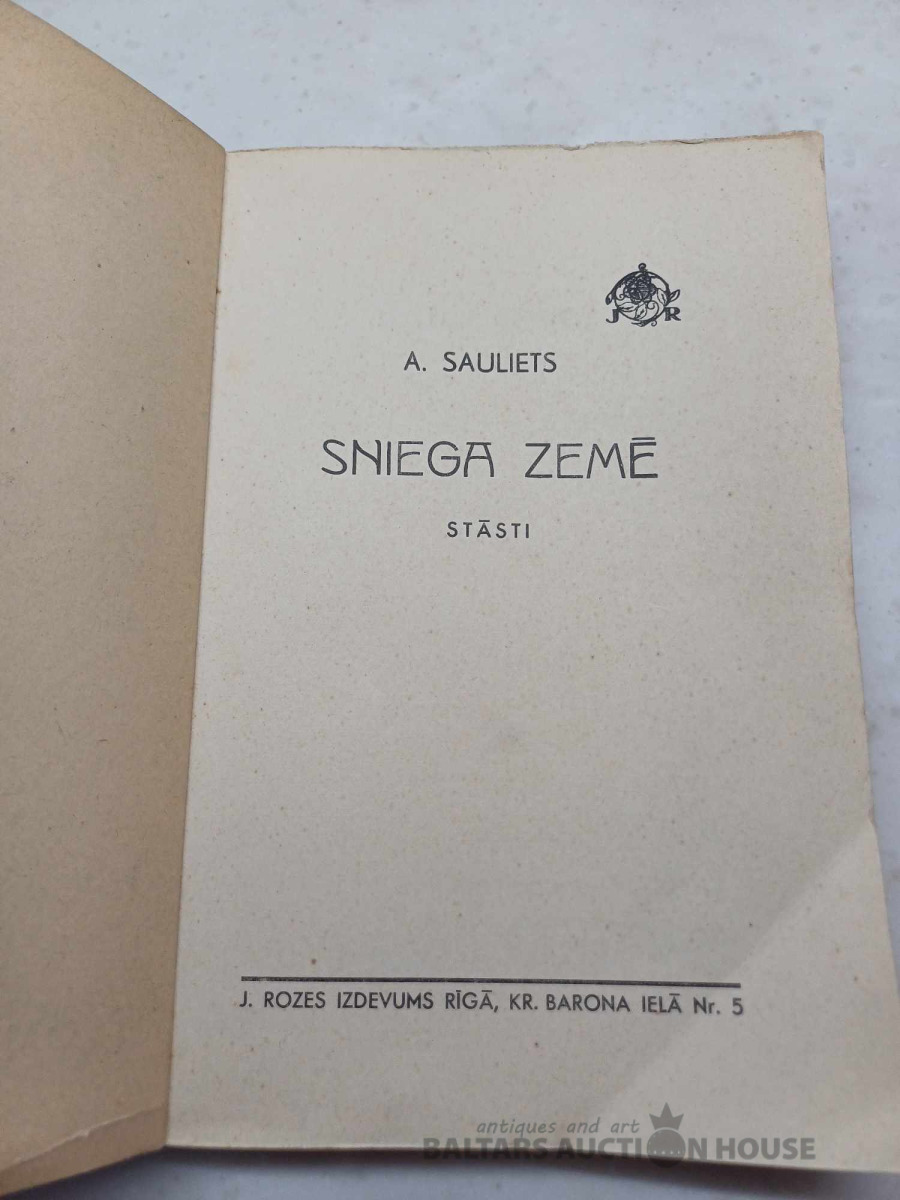 J R
A. SAULIETS
SNIEGA ZEMĒ
STĀSTI
J. ROZES IZDEVUMS RĪGĀ, KR. BARONA IELĀ Nr. 5
antiques and art
BALTARS AUCTION HOUSE